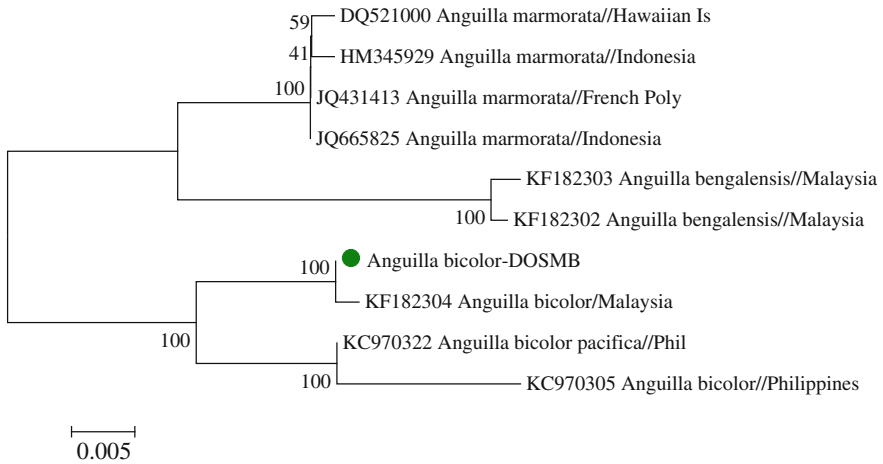 59
DQ521000 Anguilla marmorata//Hawaiian Is
41
HM345929 Anguilla marmorata//Indonesia
100
JQ431413 Anguilla marmorata//French Poly
JQ665825 Anguilla marmorata//Indonesia
KF182303 Anguilla bengalensis//Malaysia
100
KF182302 Anguilla bengalensis//Malaysia
100
Anguilla bicolor-DOSMB
KF182304 Anguilla bicolor/Malaysia
100
KC970322 Anguilla bicolor pacifica//Phil
100
KC970305 Anguilla bicolor//Philippines
0.005